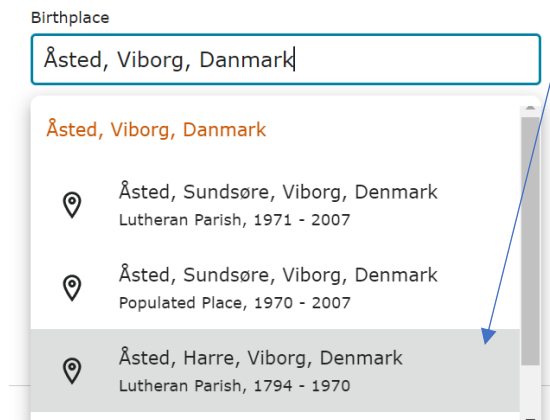 Birthplace
Åsted, Viborg, Danmark
Åsted, Viborg, Danmark
Åsted, Sundsøre, Viborg, Denmark
Lutheran Parish, 1971 - 2007
Åsted, Sundsøre, Viborg, Denmark
Populated Place, 1970 - 2007
Åsted, Harre, Viborg, Denmark
Lutheran Parish, 1794 - 1970